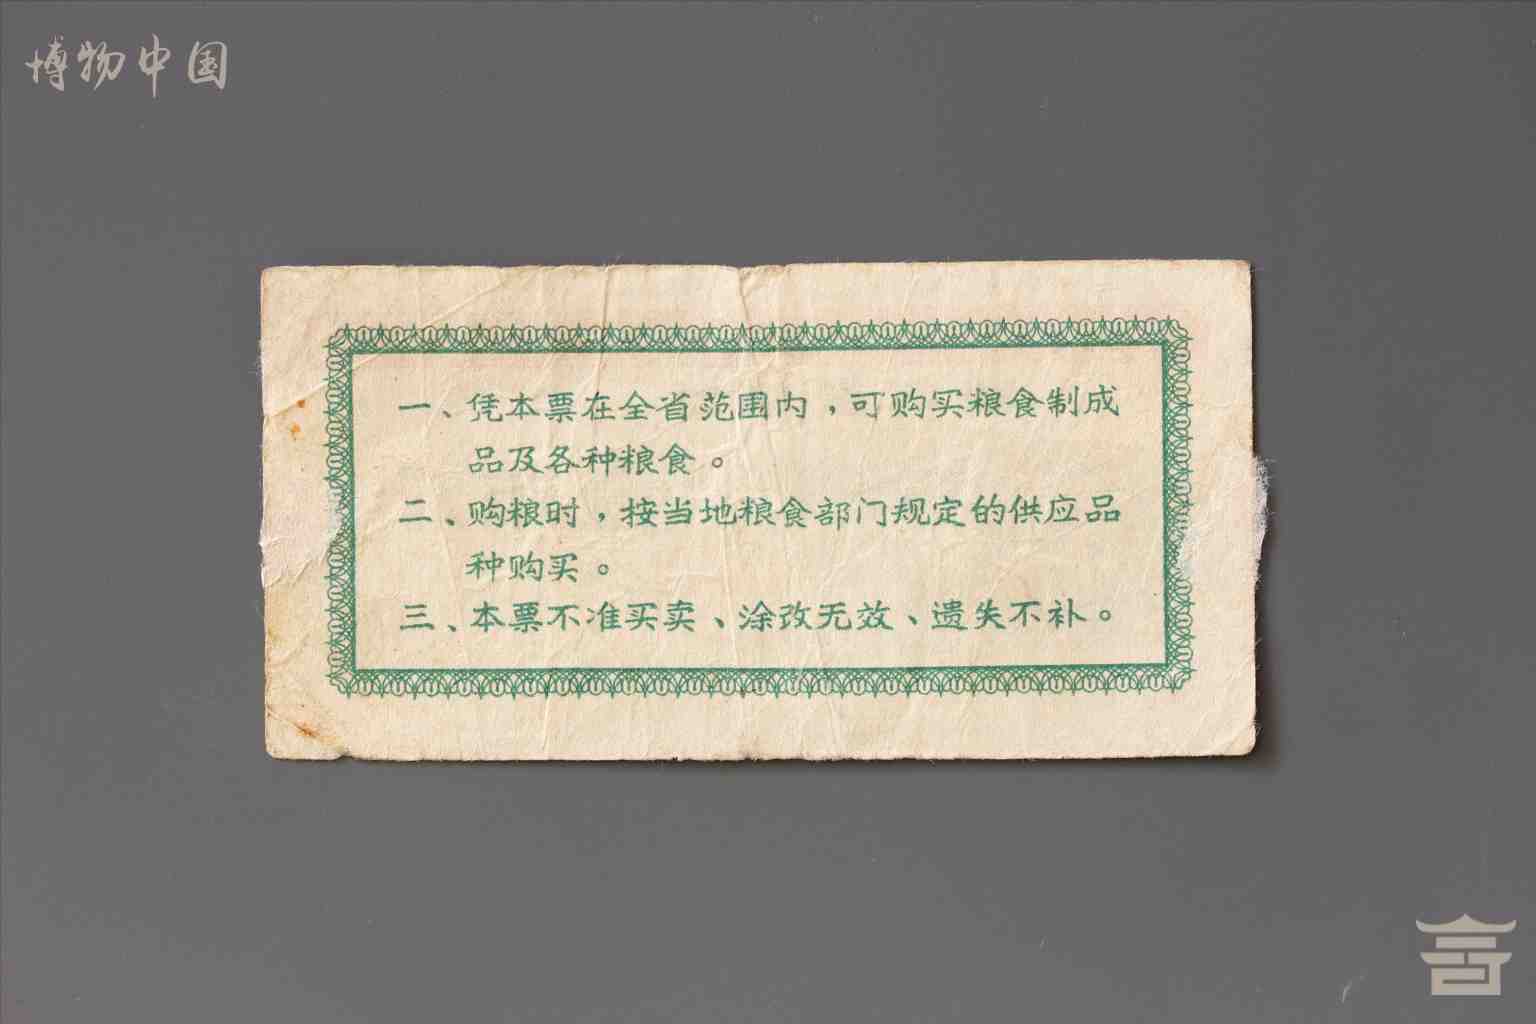 博物中国
一、凭本票在全省范围内，可购买粮食制成
品及各种粮食。
二、购粮时，按当地粮食部门规定的供应品
种购买。
三、本票不准买卖、涂改无效、遗失不补。